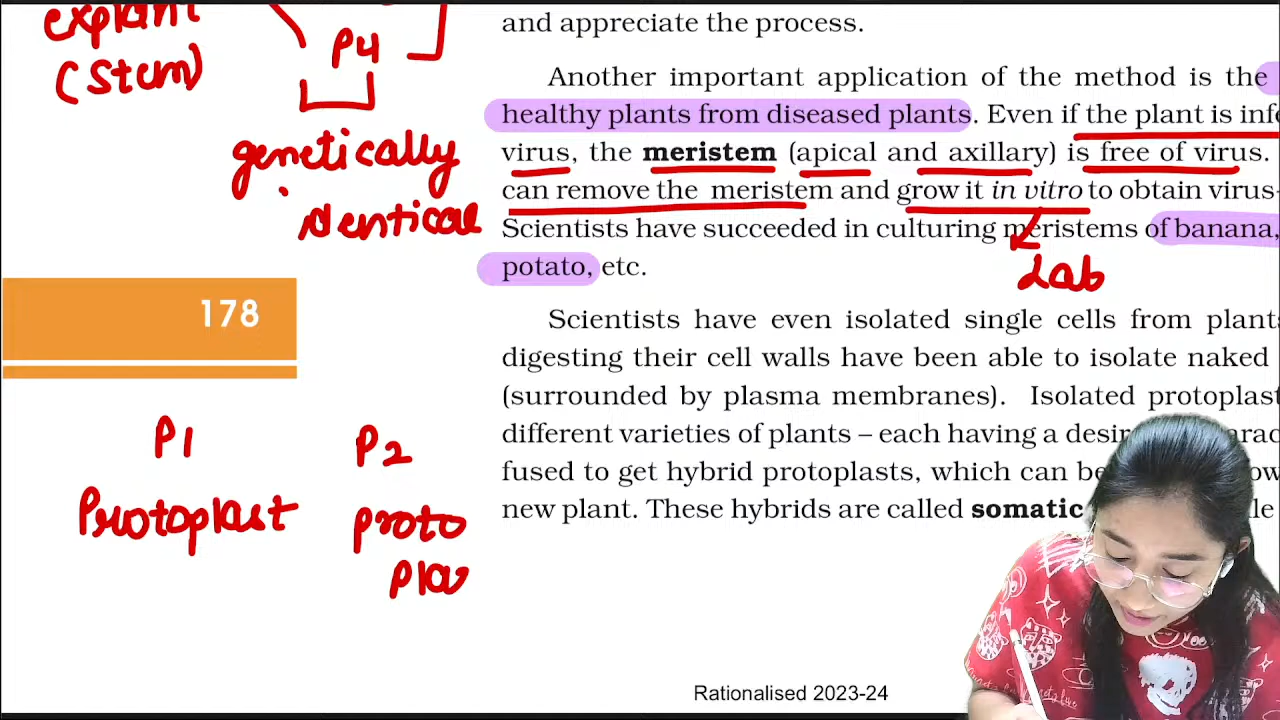 explant
(Stem)
P4
genetically
identical
and appreciate the process.
Another important application of the method is the
healthy plants from diseased plants. Even if the plant is infe
virus, the meristem (apical and axillary) is free of virus.
can remove the meristem and grow it in vitro to obtain virus-
Scientists have succeeded in culturing meristems of banana,
potato, etc.
Lab
178
Scientists have even isolated single cells from plants
digesting their cell walls have been able to isolate naked
(surrounded by plasma membranes). Isolated protoplast
different varieties of plants – each having a desir
fused to get hybrid protoplasts, which can be
new plant. These hybrids are called somatic
P1
Protoplast
P2
proto
plas
Rationalised 2023-24